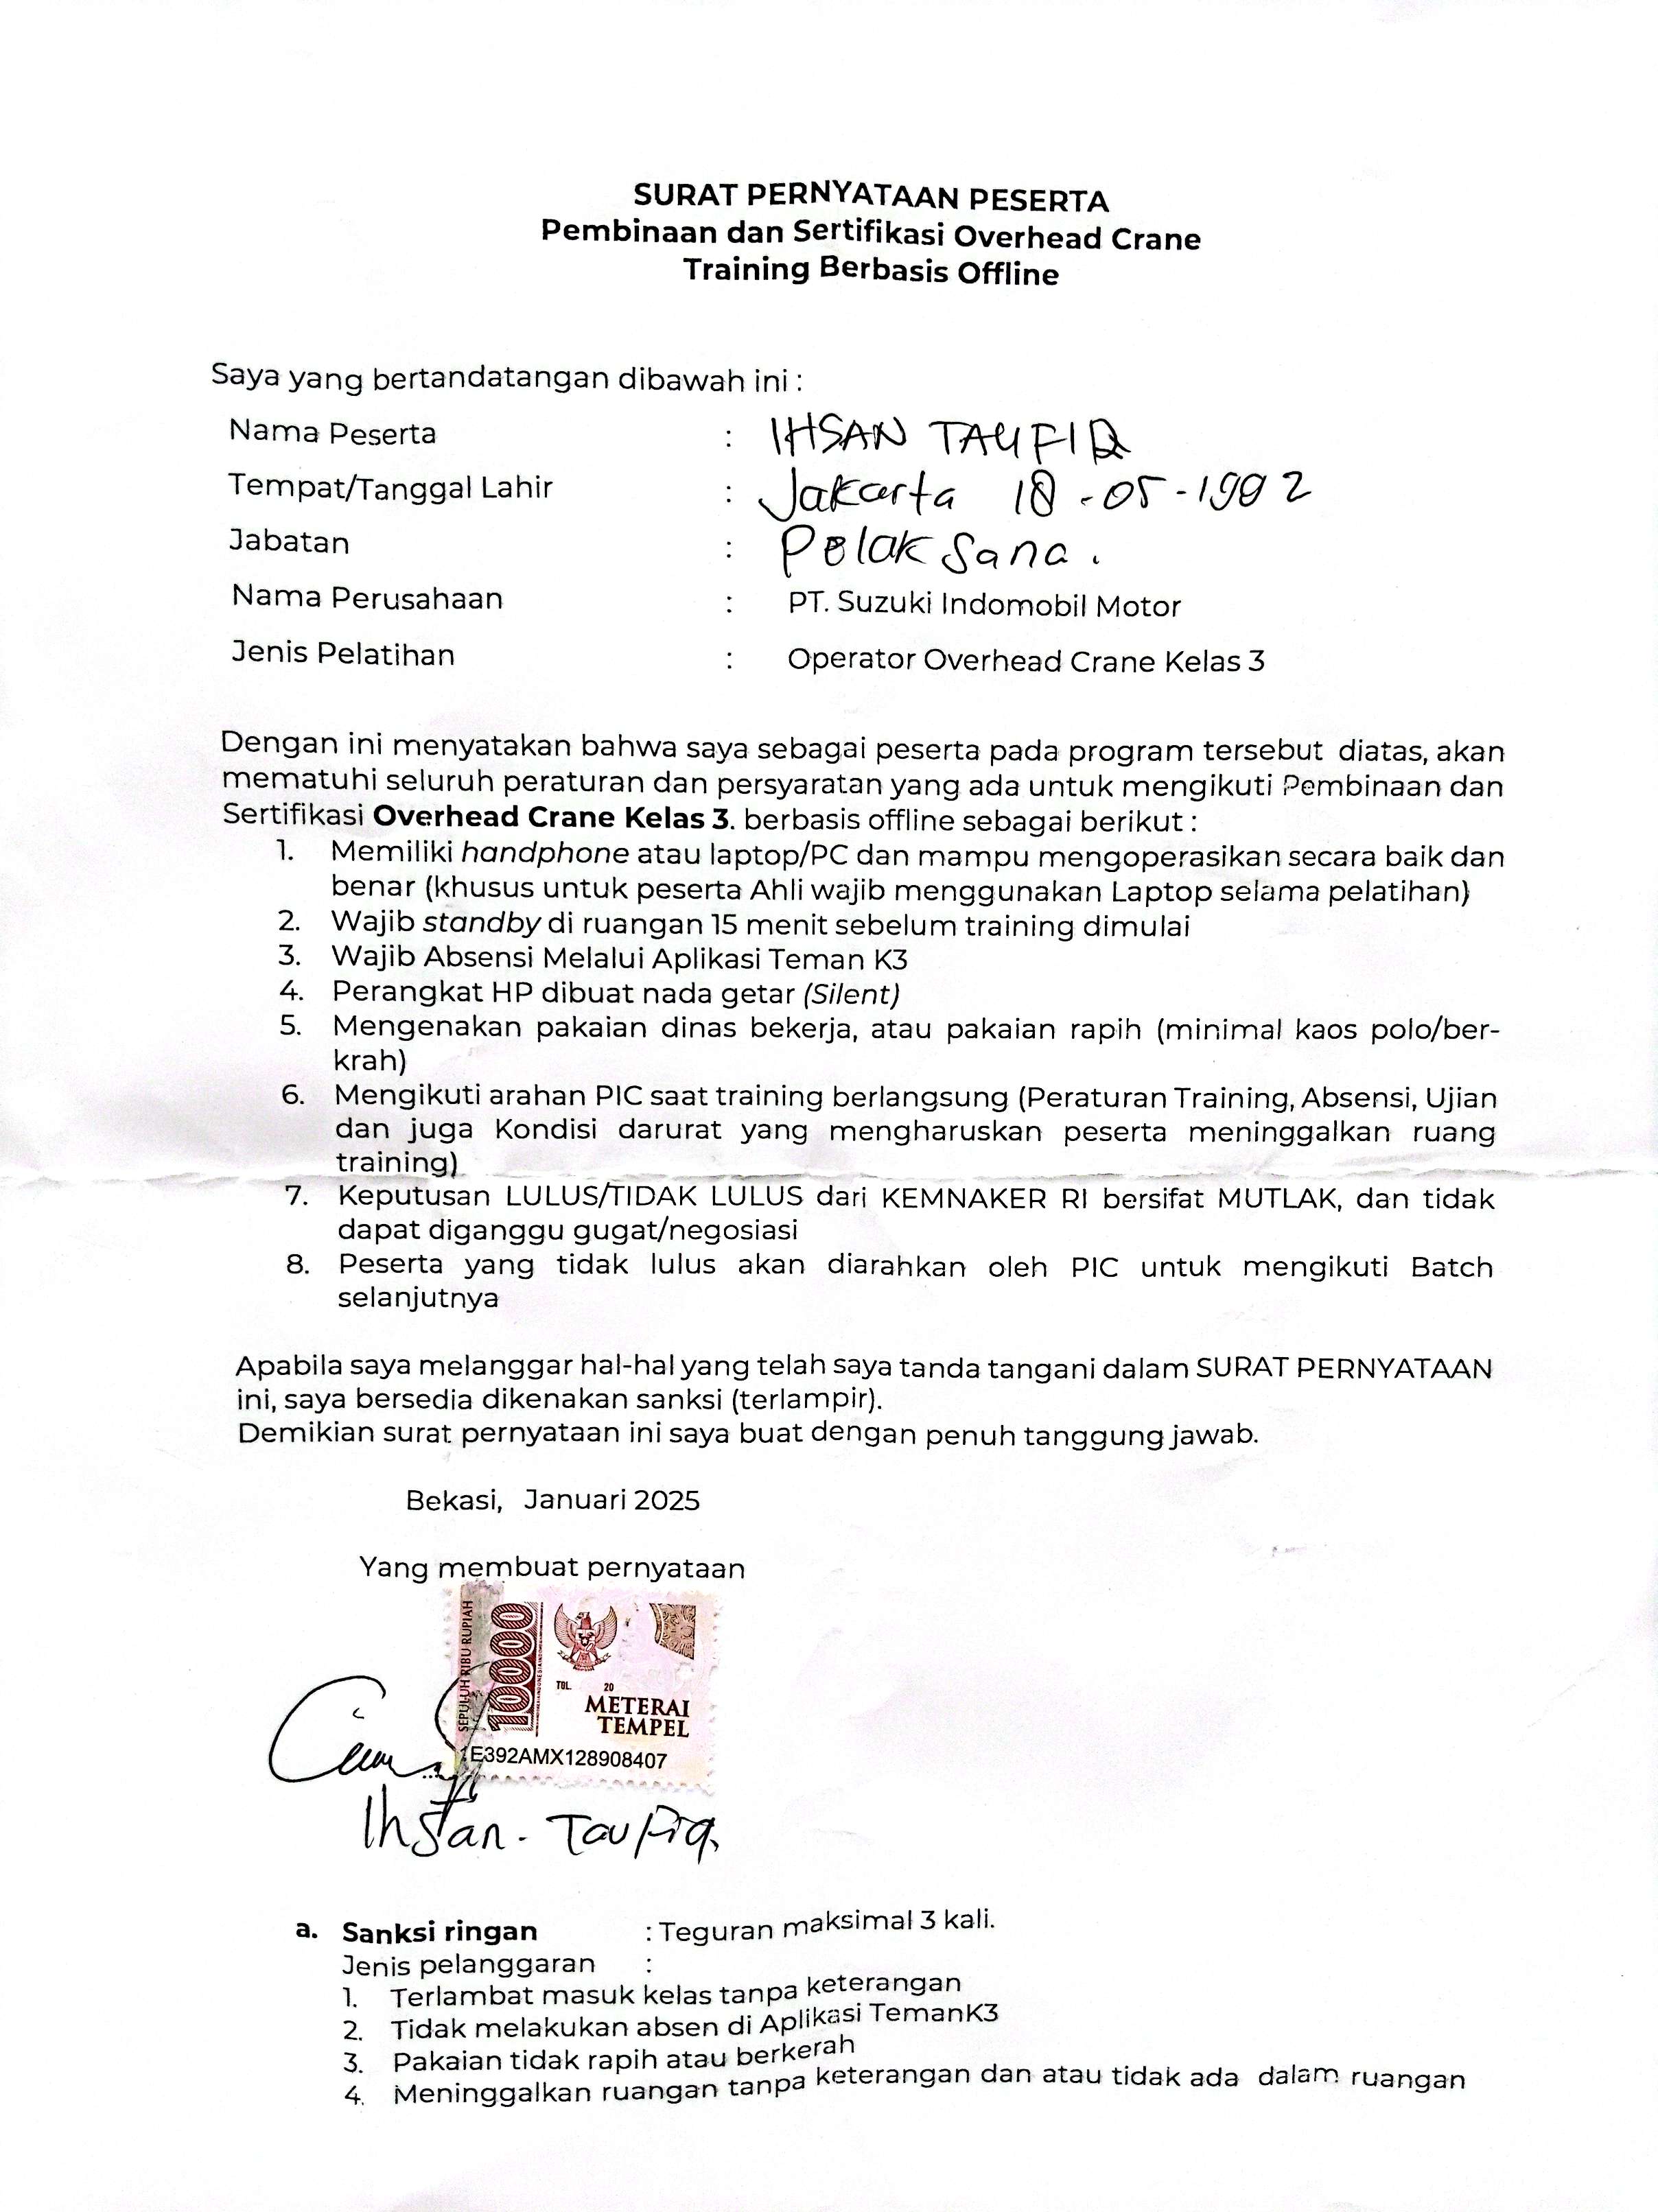 SURAT PERNYATAAN PESERTA
Pembinaan dan Sertifikasi Overhead Crane
Training Berbasis Offline
Saya yang bertandatangan dibawah ini :
Nama Peserta : IHSAN TAUFIQ
Tempat/Tanggal Lahir : Jakarta 18-05-1992
Jabatan : Pelaksana.
Nama Perusahaan : PT. Suzuki Indomobil Motor
Jenis Pelatihan : Operator Overhead Crane Kelas 3
Dengan ini menyatakan bahwa saya sebagai peserta pada program tersebut diatas, akan
mematuhi seluruh peraturan dan persyaratan yang ada untuk mengikuti Pembinaan dan
Sertifikasi Overhead Crane Kelas 3. berbasis offline sebagai berikut :
1. Memiliki handphone atau laptop/PC dan mampu mengoperasikan secara baik dan
benar (khusus untuk peserta Ahli wajib menggunakan Laptop selama pelatihan)
2. Wajib standby di ruangan 15 menit sebelum training dimulai
3. Wajib Absensi Melalui Aplikasi Teman K3
4. Perangkat HP dibuat nada getar (Silent)
5. Mengenakan pakaian dinas bekerja, atau pakaian rapih (minimal kaos polo/ber-
krah)
6. Mengikuti arahan PIC saat training berlangsung (Peraturan Training, Absensi, Ujian
dan juga Kondisi darurat yang mengharuskan peserta meninggalkan ruang
training)
7. Keputusan LULUS/TIDAK LULUS dari KEMNAKER RI bersifat MUTLAK, dan tidak
dapat diganggu gugat/negosiasi
8. Peserta yang tidak lulus akan diarahkan oleh PIC untuk mengikuti Batch
selanjutnya
Apabila saya melanggar hal-hal yang telah saya tanda tangani dalam SURAT PERNYATAAN
ini, saya bersedia dikenakan sanksi (terlampir).
Demikian surat pernyataan ini saya buat dengan penuh tanggung jawab.
Bekasi, Januari 2025
Yang membuat pernyataan
SEPULUH RIBU RUPIAH
10000
TGL. 20
METERAI
TEMPEL
E392AMX128908407
Ihsan. Taufiq.
a. Sanksi ringan : Teguran maksimal 3 kali.
Jenis pelanggaran :
1. Terlambat masuk kelas tanpa keterangan
2. Tidak melakukan absen di Aplikasi TemanK3
3. Pakaian tidak rapih atau berkerah
4. Meninggalkan ruangan tanpa keterangan dan atau tidak ada dalam ruangan